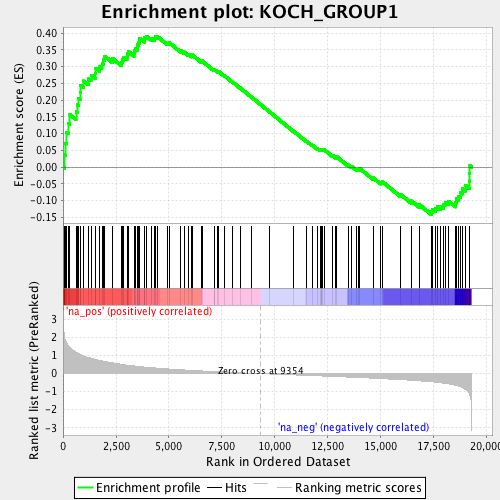 Enrichment plot: KOCH_GROUP1
Enrichment score (ES)
0.40
0.35
0.30
0.25
0.20
0.15
0.10
0.05
0.00
-0.05
-0.10
-0.15
'na_pos' (positively correlated)
Ranked list metric (PreRanked)
3
2
1
0
-1
-2
-3
Zero cross at 9354
'na_neg' (negatively correlated)
0
2,500
5,000
7,500
10,000
12,500
15,000
17,500
20,000
Rank in Ordered Dataset
Enrichment profile
Hits
Ranking metric scores